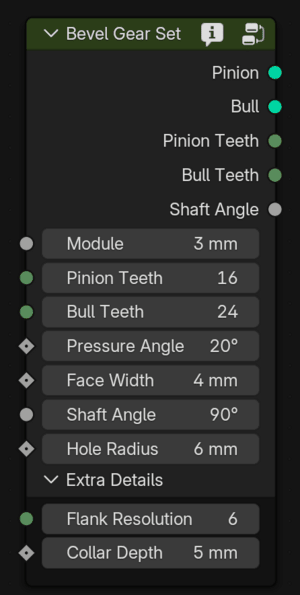 Bevel Gear Set
Pinion
Bull
Pinion Teeth
Bull Teeth
Shaft Angle
Module 3 mm
Pinion Teeth 16
Bull Teeth 24
Pressure Angle 20°
Face Width 4 mm
Shaft Angle 90°
Hole Radius 6 mm
Extra Details
Flank Resolution 6
Collar Depth 5 mm